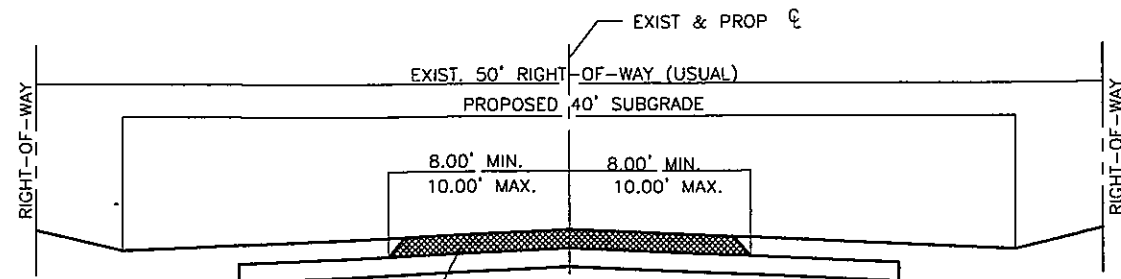 EXIST & PROP ℄
EXIST. 50' RIGHT-OF-WAY (USUAL)
PROPOSED 40' SUBGRADE
RIGHT-OF-WAY
8.00' MIN.
10.00' MAX.
8.00' MIN.
10.00' MAX.
RIGHT-OF-WAY